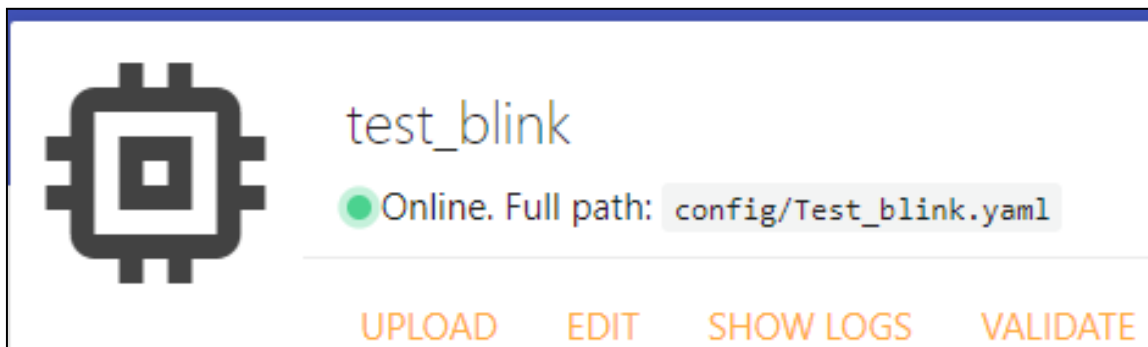 test_blink
Online. Full path: config/Test_blink.yaml
UPLOAD EDIT SHOW LOGS VALIDATE